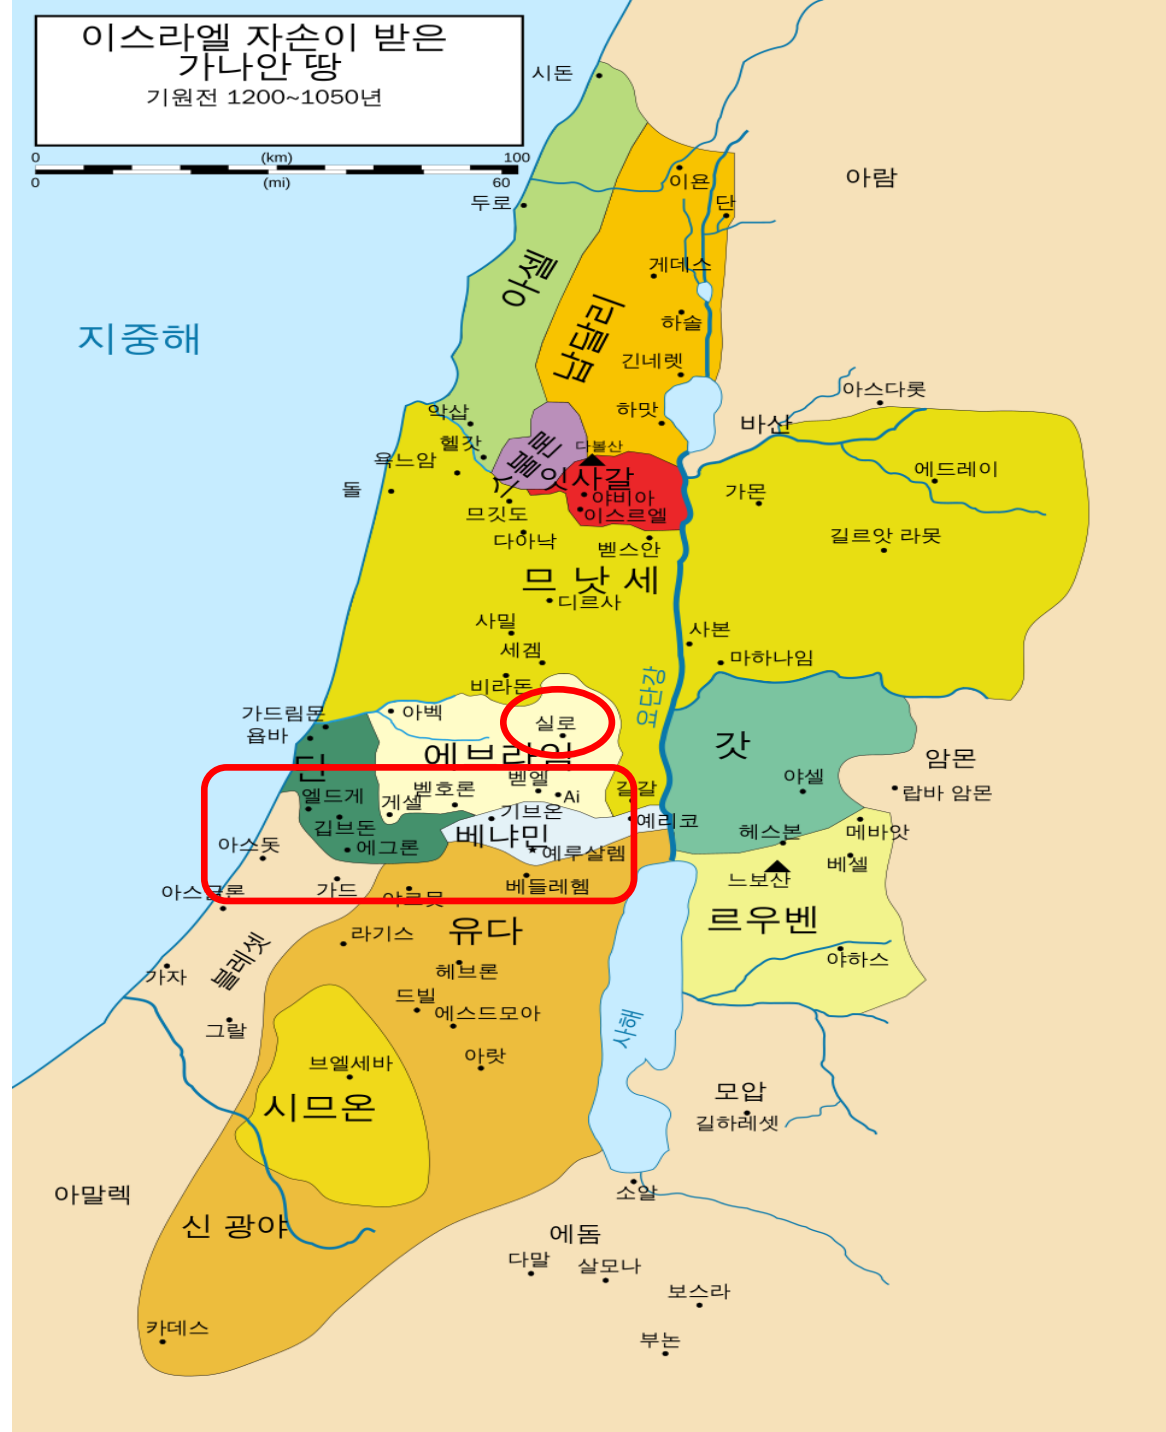 이스라엘 자손이 받은
가나안 땅
기원전 1200~1050년
0 (km) 100
0 (mi) 60
시돈
이욘
아람
두로
단
아셀
게데스
납달리
하솔
지중해
긴네렛
아스다롯
악삽
하맛
바산
헬갓
스불론
다볼산
욕느암
잇사갈
에드레이
돌
야비아
가몬
므깃도
이스르엘
다아낙
벧스안
길르앗 라못
므 낫 세
디르사
사밀
사본
세겜
마하나임
비라돈
요단강
가드림몬
아벡
실로
욥바
에브라임
갓
암몬
단
벧엘
야셀
엘드게
게셀
벧호론
Ai
길갈
랍바 암몬
기브온
깁브돈
베냐민
예리코
헤스본
메바앗
아스돗
에그론
예루살렘
베셀
느보산
아스글론
가드
야르뭇
베들레헴
르우벤
라기스
유다
블레셋
야하스
가자
헤브론
드빌
에스드모아
사해
그랄
아랏
브엘세바
모압
시므온
길하레셋
아말렉
소알
신 광야
에돔
다말
살모나
보스라
카데스
부논